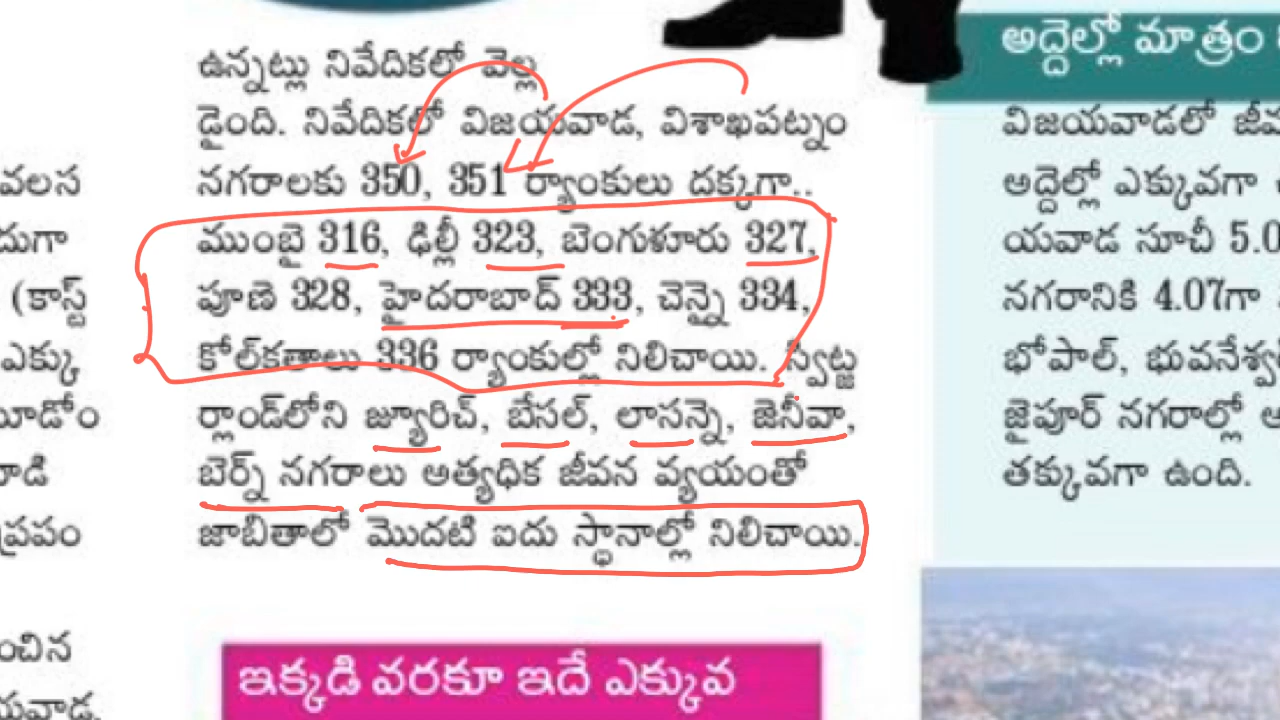 వలస
దుగా
(కాస్ట్
ఎక్కు
ప్రపం
ంచిన
ఉన్నట్లు నివేదికలో వెల్ల
డైంది. నివేదికలో విజయవాడ, విశాఖపట్నం
నగరాలకు 350, 351 ర్యాంకులు దక్కగా..
ముంబై 316, ఢిల్లీ 323, బెంగుళూరు 327,
పూణె 328, హైదరాబాద్ 333, చెన్నై 334,
కోల్‌కతాలు 336 ర్యాంకుల్లో నిలిచాయి. స్విట్జ
ర్లాండ్‌లోని జ్యూరిచ్, బేసల్, లాసన్నె, జెనీవా,
బెర్న్ నగరాలు అత్యధిక జీవన వ్యయంతో
జాబితాలో మొదటి ఐదు స్థానాల్లో నిలిచాయి.
ఇక్కడి వరకూ ఇదే ఎక్కువ
అద్దెల్లో మాత్రం
విజయవాడలో జీవ
అద్దెల్లో ఎక్కువగా
యవాడ సూచీ 5.0
నగరానికి 4.07గా
భోపాల్, భువనేశ్వ
జైపూర్ నగరాల్లో అ
తక్కువగా ఉంది.